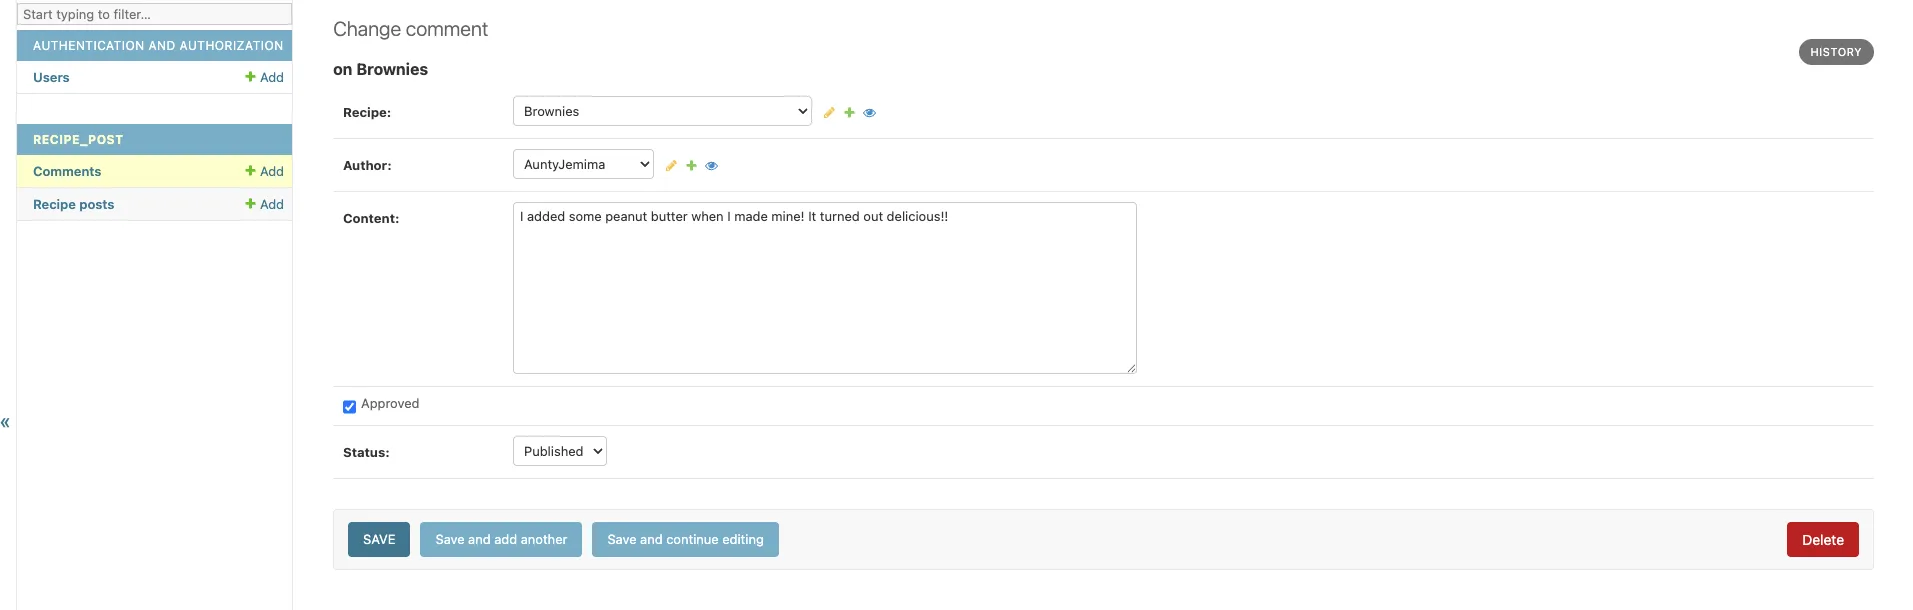 Start typing to filter...
AUTHENTICATION AND AUTHORIZATION
Users + Add
RECIPE_POST
Comments + Add
Recipe posts + Add
«
Change comment
HISTORY
on Brownies
Recipe: Brownies
Author: AuntyJemima
Content: I added some peanut butter when I made mine! It turned out delicious!!
Approved
Status: Published
SAVE Save and add another Save and continue editing Delete